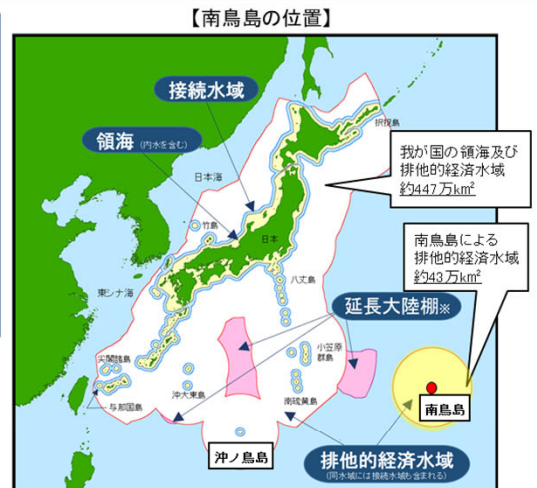 【南鳥島の位置】
接続水域
領海(内水を含む)
択捉島
日本海
竹島
日本
我が国の領海及び
排他的経済水域
約447万km²
南鳥島による
排他的経済水域
約43万km²
八丈島
東シナ海
延長大陸棚※
小笠原
群島
尖閣諸島
沖大東島
南硫黄島
与那国島
南鳥島
沖ノ鳥島
排他的経済水域
(同水域には接続水域も含まれる)